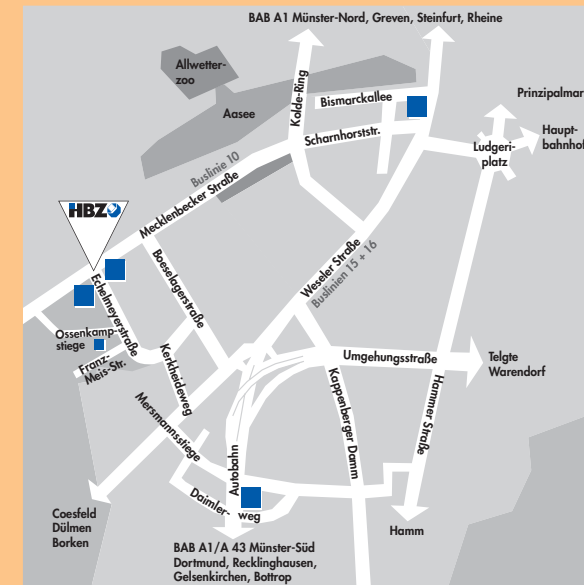 BAB A1 Münster-Nord, Greven, Steinfurt, Rheine
Allwetter-
zoo
Aasee
Kolde-Ring
Bismarckallee
Scharnhorststr.
Prinzipalmar
Haupt-
bahnhof
Ludgeri-
platz
Buslinie 10
Mecklenbecker Straße
HBZ
Weseler Straße
Buslinien 15 + 16
Boeselagerstraße
Echelmeyerstraße
Ossenkamp-
stiege
Franz-
Meis-Str.
Kerkheideweg
Umgehungsstraße
Telgte
Warendorf
Kappenberger Damm
Hammer Straße
Mersmannsstiege
Autobahn
Daimler-
weg
Coesfeld
Dülmen
Borken
Hamm
BAB A1/A 43 Münster-Süd
Dortmund, Recklinghausen,
Gelsenkirchen, Bottrop